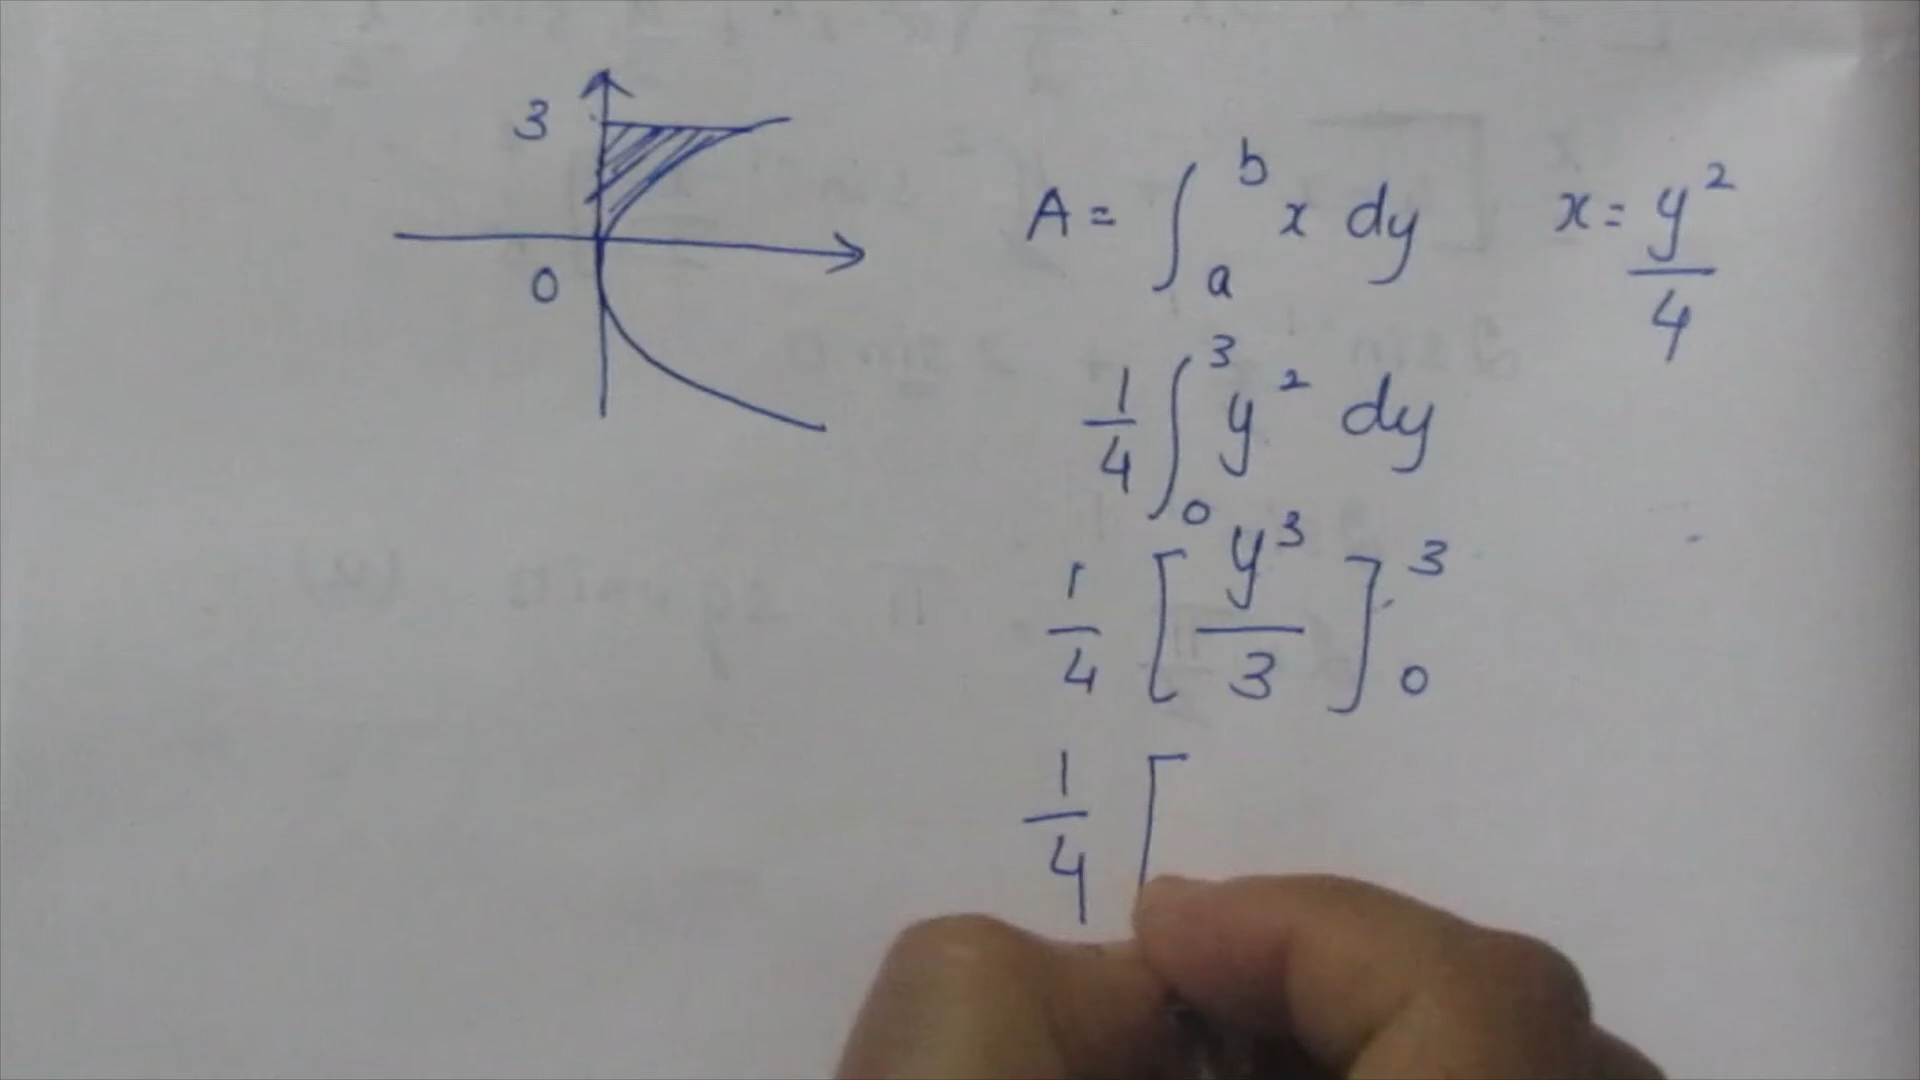 3
0
A = ∫_a^b x dy   x = y²/4
1/4 ∫_0^3 y² dy
1/4 [ y³/3 ]_0^3
1/4 [